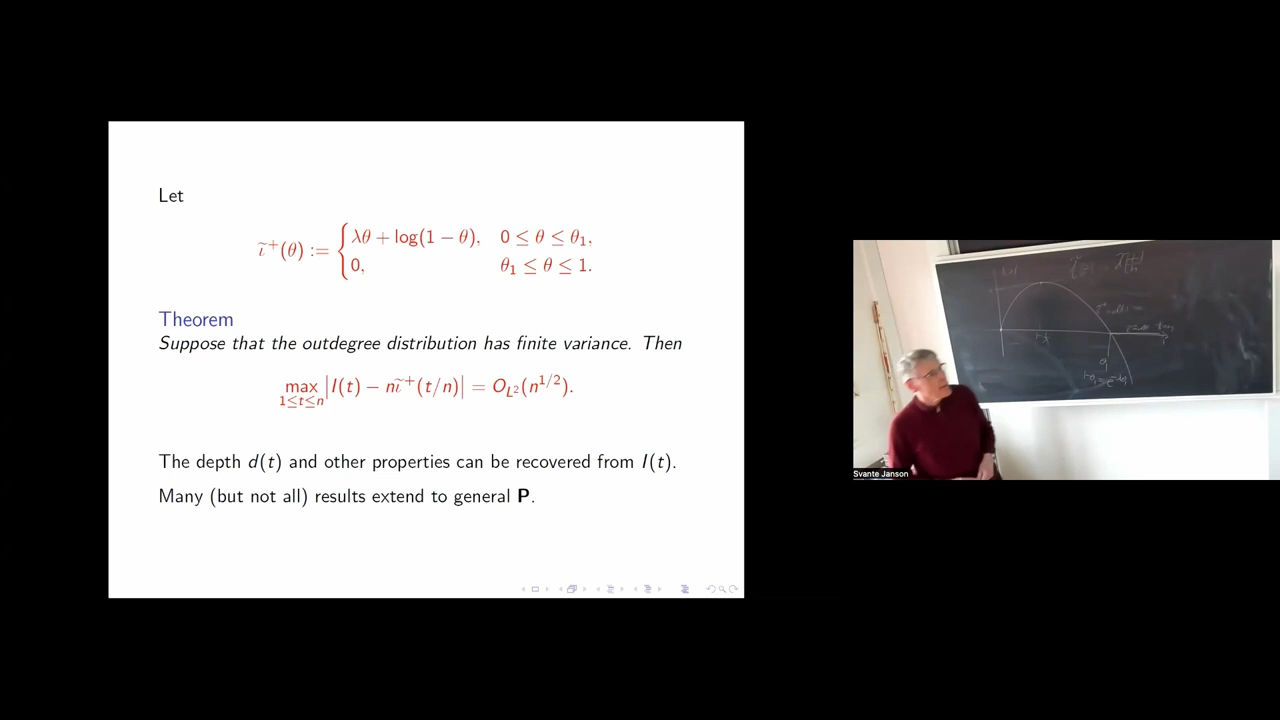 Let
ῖ⁺(θ) := { λθ + log(1 − θ), 0 ≤ θ ≤ θ₁,
0, θ₁ ≤ θ ≤ 1.
Theorem
Suppose that the outdegree distribution has finite variance. Then
max_{1≤t≤n} |I(t) − nῖ⁺(t/n)| = O_{L²}(n^{1/2}).
The depth d(t) and other properties can be recovered from I(t).
Many (but not all) results extend to general P.
Svante Janson